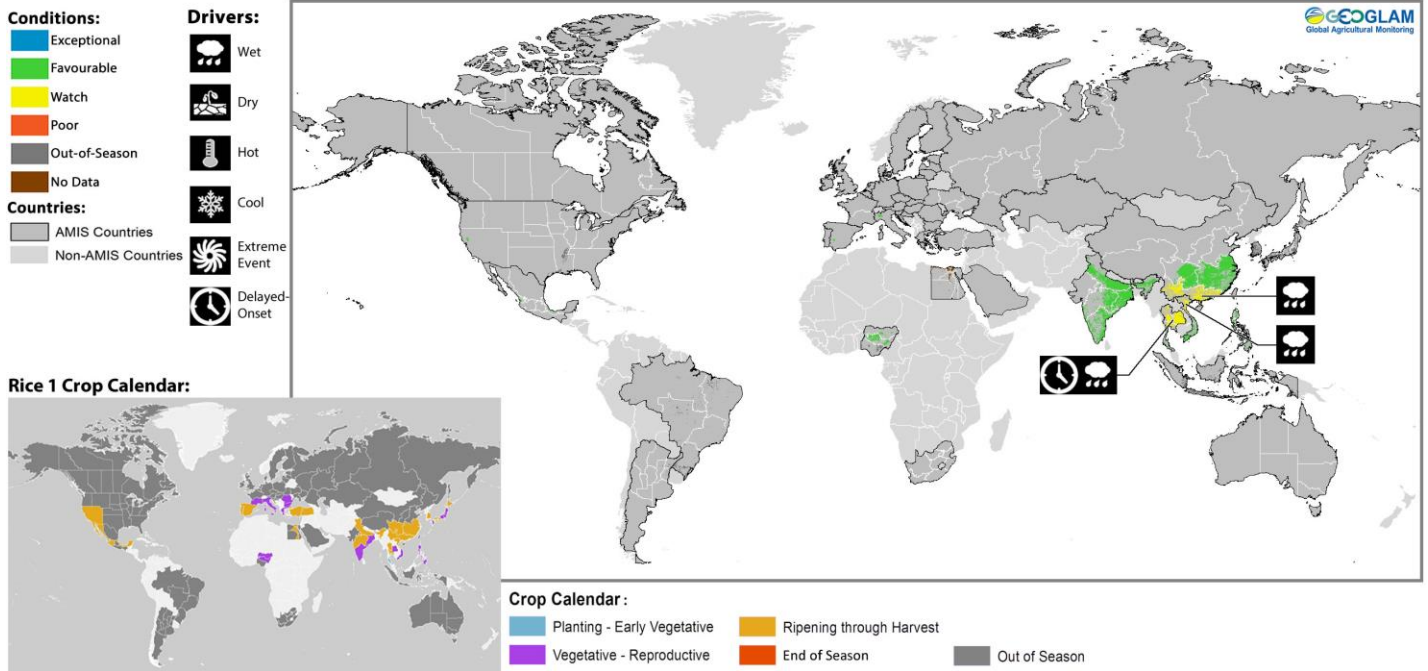 Conditions:
Exceptional
Favourable
Watch
Poor
Out-of-Season
No Data
Countries:
AMIS Countries
Non-AMIS Countries
Drivers:
Wet
Dry
Hot
Cool
Extreme
Event
Delayed-
Onset
GEOGLAM
Global Agricultural Monitoring
Rice 1 Crop Calendar:
Crop Calendar :
Planting - Early Vegetative
Ripening through Harvest
Vegetative - Reproductive
End of Season
Out of Season